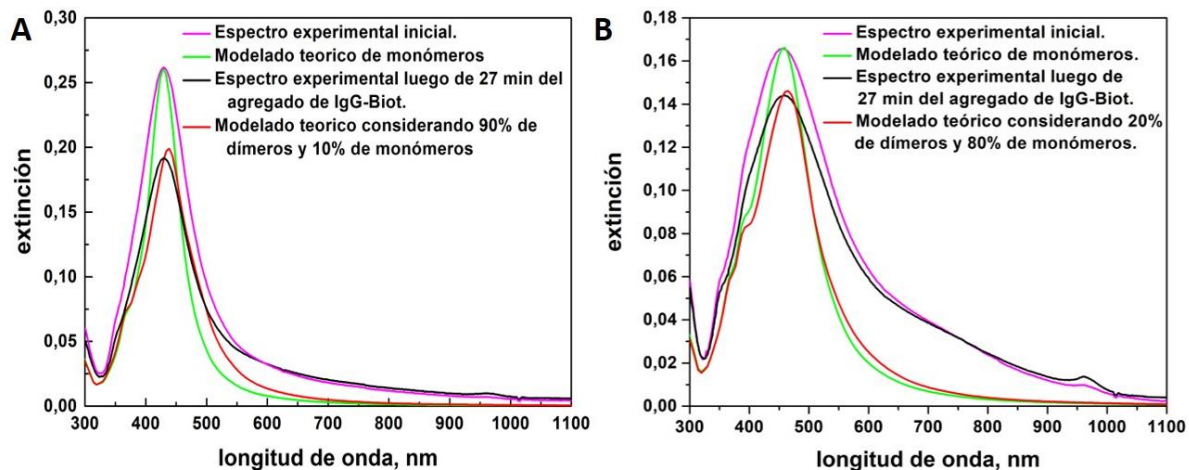 A
0,30
0,25
0,20
0,15
0,10
0,05
0,00
extinción
Espectro experimental inicial.
Modelado teorico de monómeros
Espectro experimental luego de 27 min del
agregado de IgG-Biot.
Modelado teorico considerando 90% de
dímeros y 10% de monómeros
300 400 500 600 700 800 900 1000 1100
longitud de onda, nm
B
0,18
0,16
0,14
0,12
0,10
0,08
0,06
0,04
0,02
0,00
extinción
Espectro experimental inicial.
Modelado teórico de monómeros.
Espectro experimental luego de
27 min del agregado de IgG-Biot.
Modelado teórico considerando 20%
de dímeros y 80% de monómeros.
300 400 500 600 700 800 900 1000 1100
longitud de onda, nm